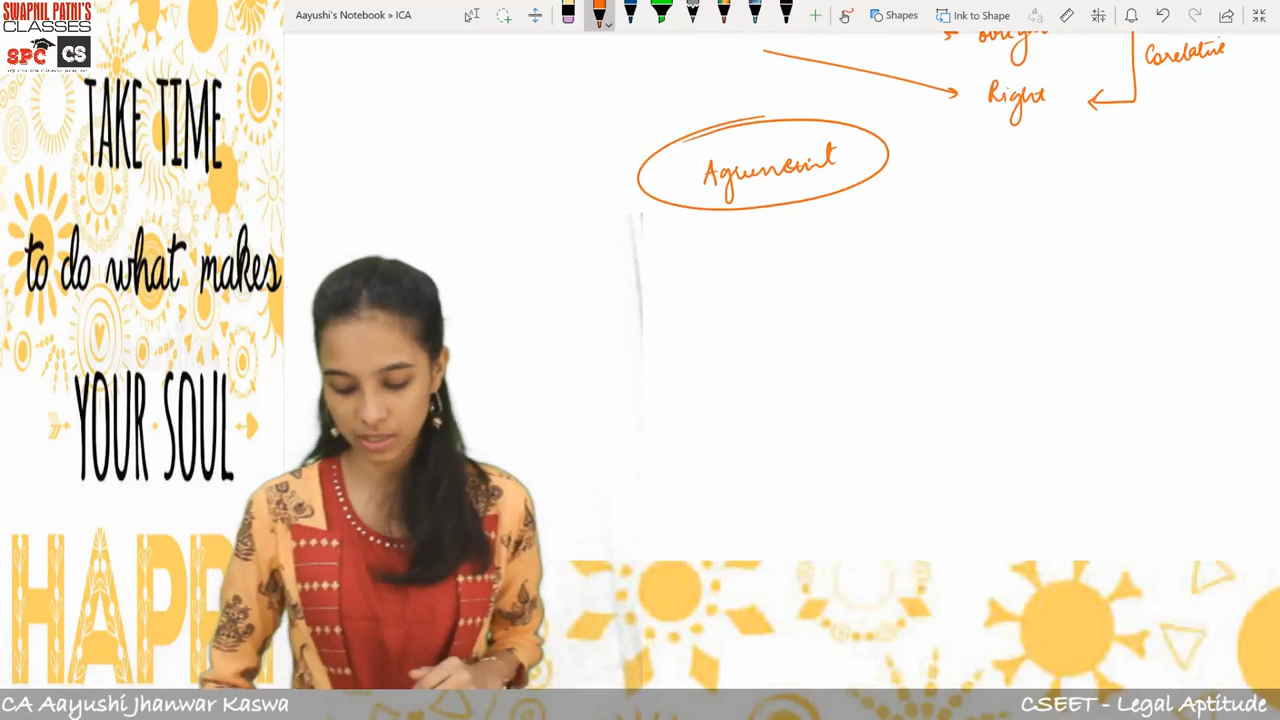 SWAPNIL PATNI'S
CLASSES
SPC CS
Aayushi's Notebook » ICA
Shapes
Ink to Shape
Corelative
Right
Agreement
TAKE TIME
to do what makes
YOUR SOUL
HAPP
CA Aayushi Jhanwar Kaswa
CSEET - Legal Aptitude